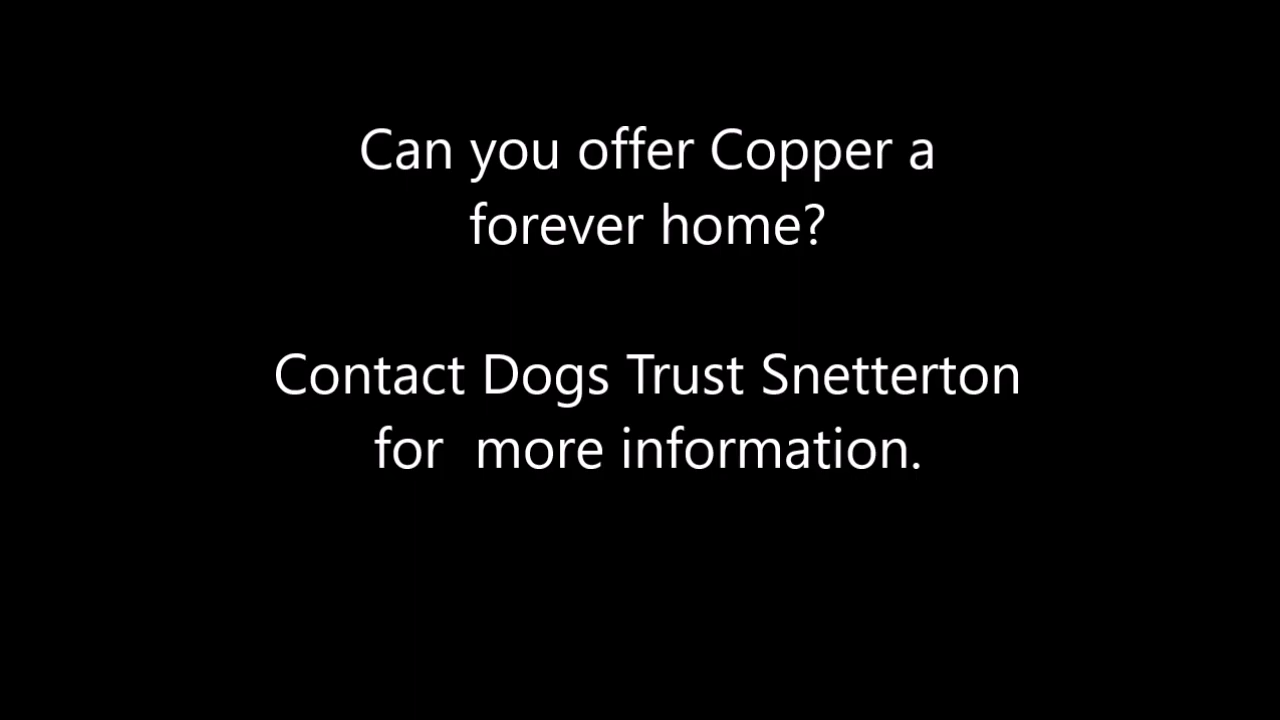 Can you offer Copper a
forever home?
Contact Dogs Trust Snetterton
for  more information.